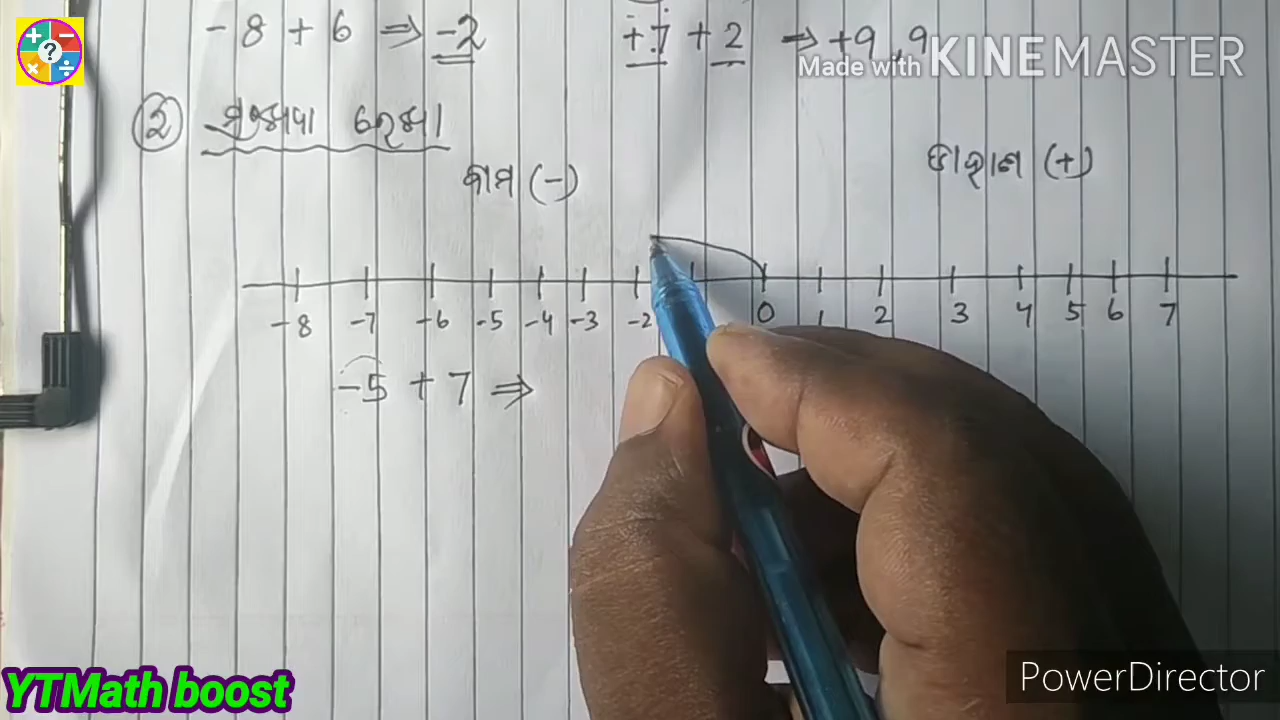 -8 + 6 ⇒ -2
+7 + 2 ⇒ +9, 9
Made with KINEMASTER
(2) ସଂଖ୍ୟା ରେଖା
ବାମ (-)
ଡାହାଣ (+)
-8 -7 -6 -5 -4 -3 -2 0 1 2 3 4 5 6 7
-5 + 7 ⇒
PowerDirector
YTMath boost